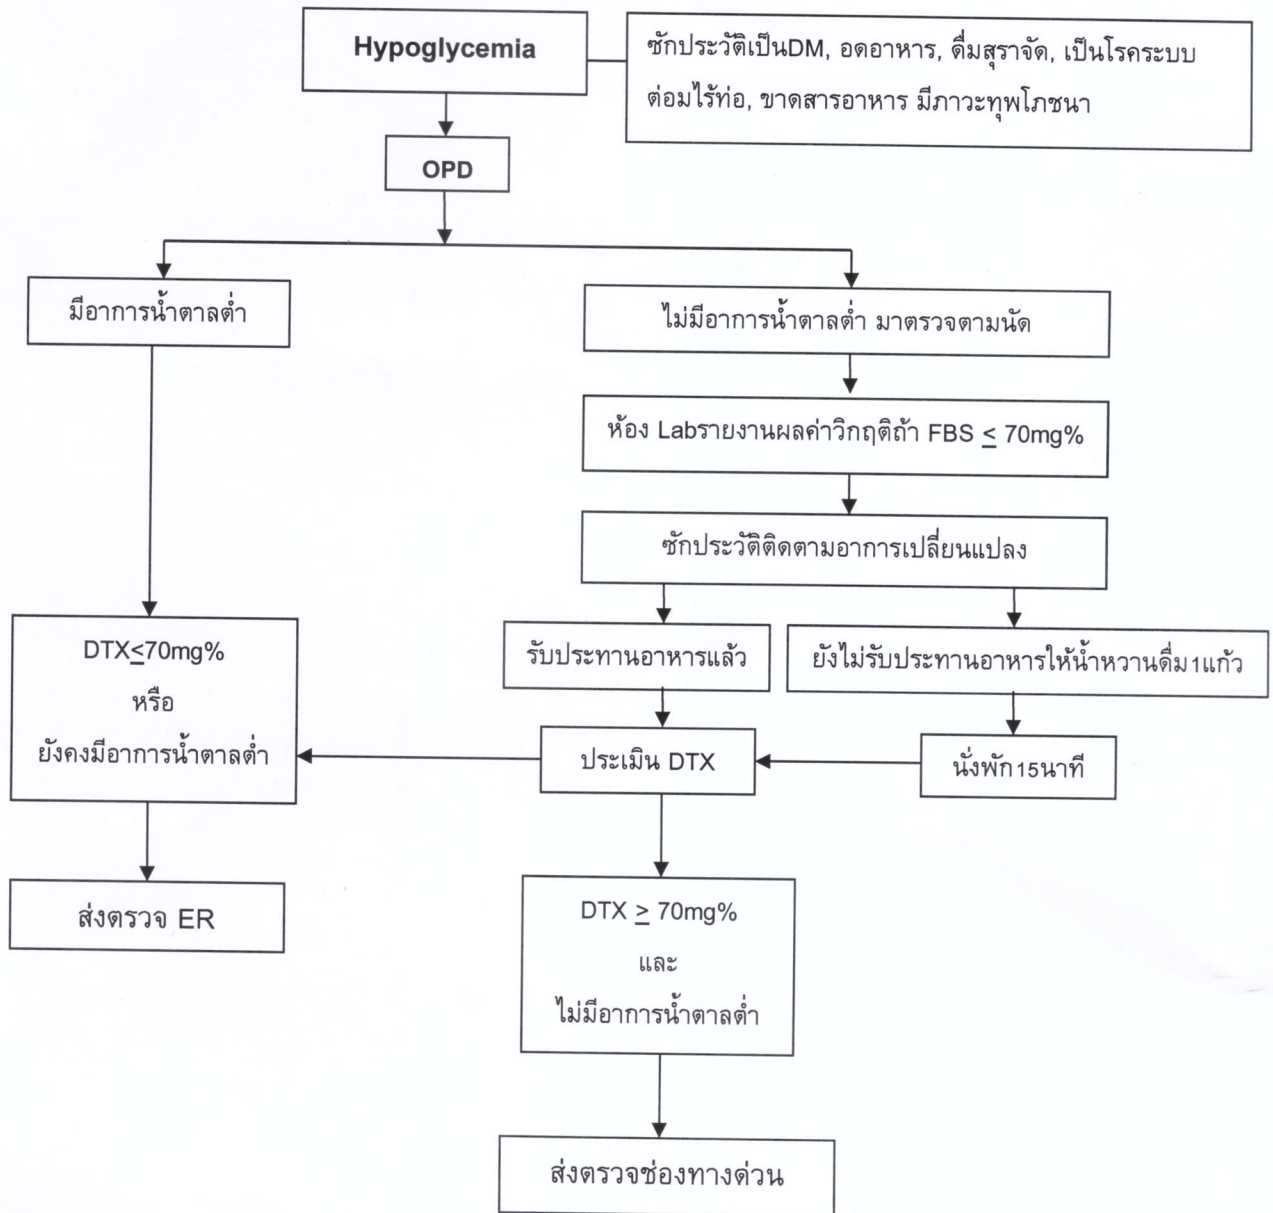 Hypoglycemia
ซักประวัติเป็นDM, อดอาหาร, ดื่มสุราจัด, เป็นโรคระบบ
ต่อมไร้ท่อ, ขาดสารอาหาร มีภาวะทุพโภชนา
OPD
มีอาการน้ำตาลต่ำ
ไม่มีอาการน้ำตาลต่ำ มาตรวจตามนัด
ห้อง Labรายงานผลค่าวิกฤติถ้า FBS ≤ 70mg%
ซักประวัติติดตามอาการเปลี่ยนแปลง
รับประทานอาหารแล้ว
ยังไม่รับประทานอาหารให้น้ำหวานดื่ม1แก้ว
DTX≤70mg%
หรือ
ยังคงมีอาการน้ำตาลต่ำ
ประเมิน DTX
นั่งพัก15นาที
ส่งตรวจ ER
DTX ≥ 70mg%
และ
ไม่มีอาการน้ำตาลต่ำ
ส่งตรวจช่องทางด่วน